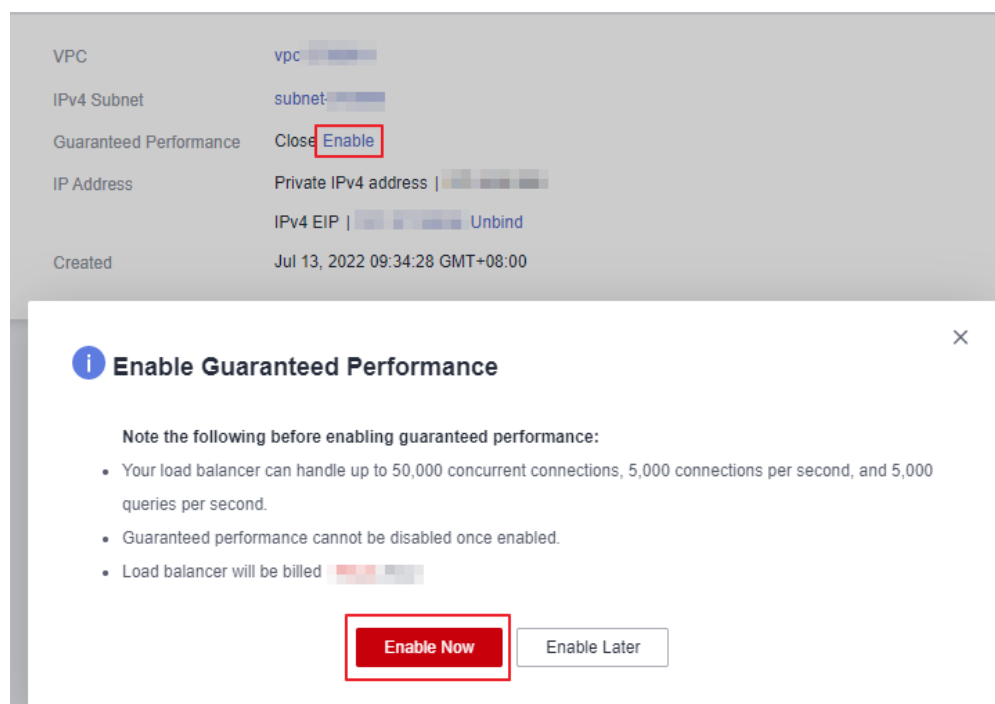 VPC vpc
IPv4 Subnet subnet-
Guaranteed Performance Close Enable
IP Address Private IPv4 address |
IPv4 EIP | Unbind
Created Jul 13, 2022 09:34:28 GMT+08:00
i Enable Guaranteed Performance
Note the following before enabling guaranteed performance:
• Your load balancer can handle up to 50,000 concurrent connections, 5,000 connections per second, and 5,000
queries per second.
• Guaranteed performance cannot be disabled once enabled.
• Load balancer will be billed
Enable Now Enable Later